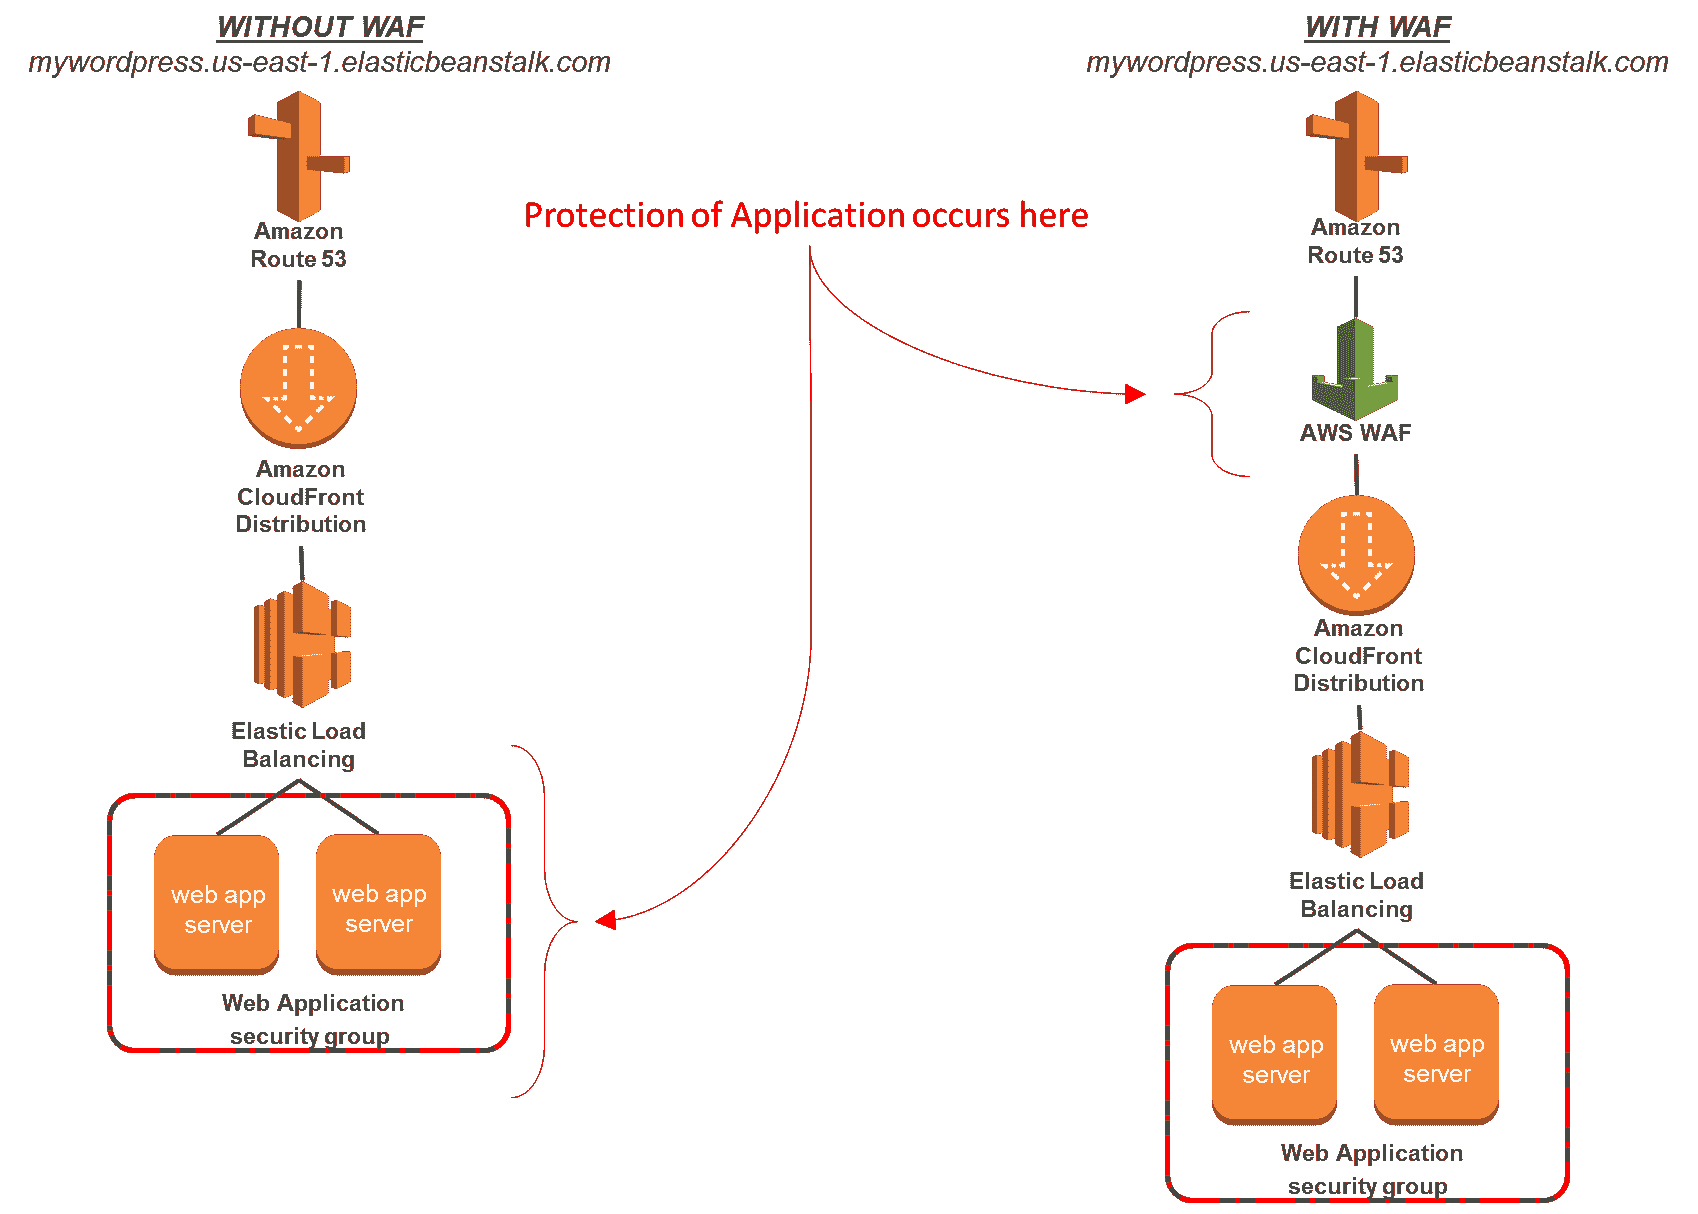 WITHOUT WAF
mywordpress.us-east-1.elasticbeanstalk.com
Amazon
Route 53
Amazon
CloudFront
Distribution
Elastic Load
Balancing
web app
server
web app
server
Web Application
security group
Protection of Application occurs here
WITH WAF
mywordpress.us-east-1.elasticbeanstalk.com
Amazon
Route 53
AWS WAF
Amazon
CloudFront
Distribution
Elastic Load
Balancing
web app
server
web app
server
Web Application
security group